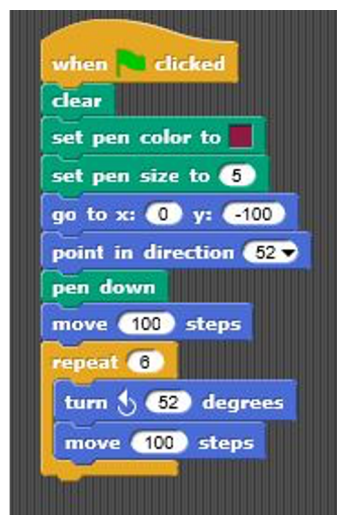 when clicked
clear
set pen color to
set pen size to 5
go to x: 0 y: -100
point in direction 52
pen down
move 100 steps
repeat 6
turn 52 degrees
move 100 steps